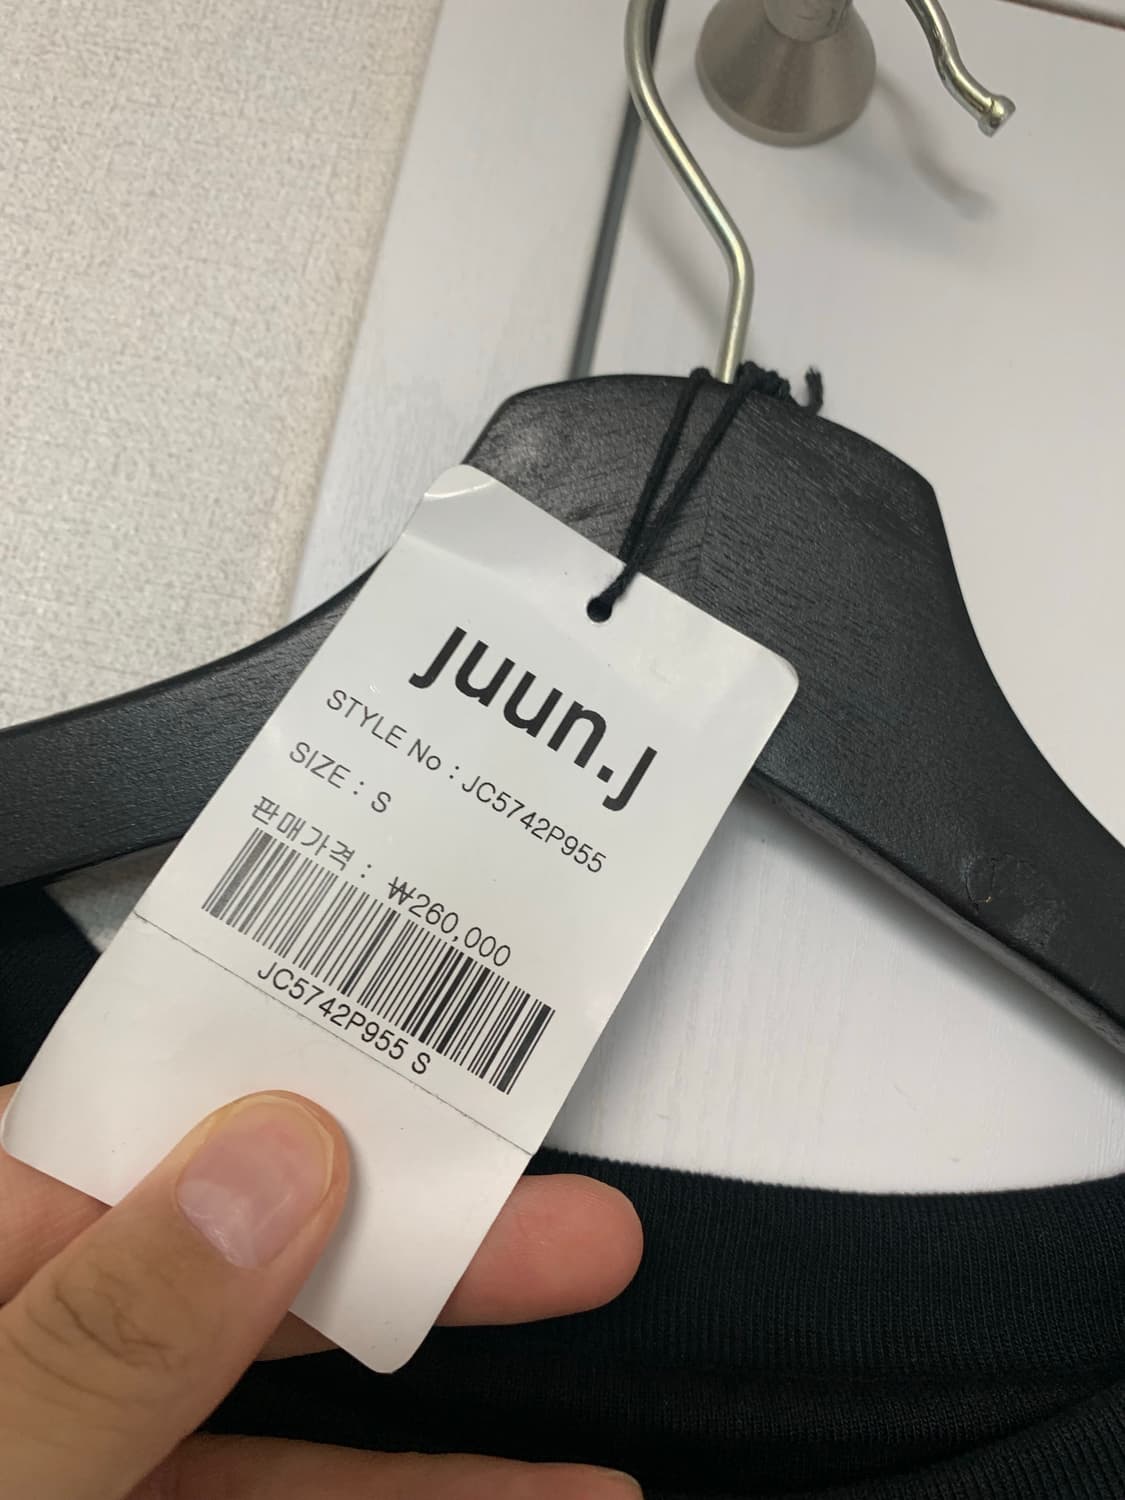 juun.j
STYLE No : JC5742P955
SIZE : S
판매가격 : ₩260,000
JC5742P955 S